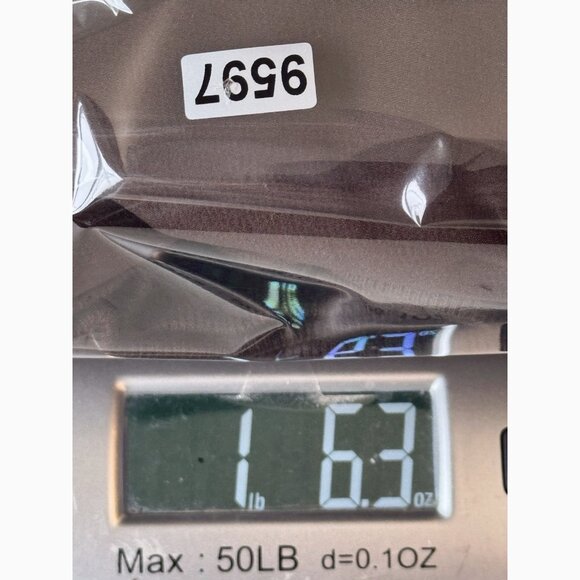 9597
1 lb 6.3 oz
Max : 50LB d=0.1OZ